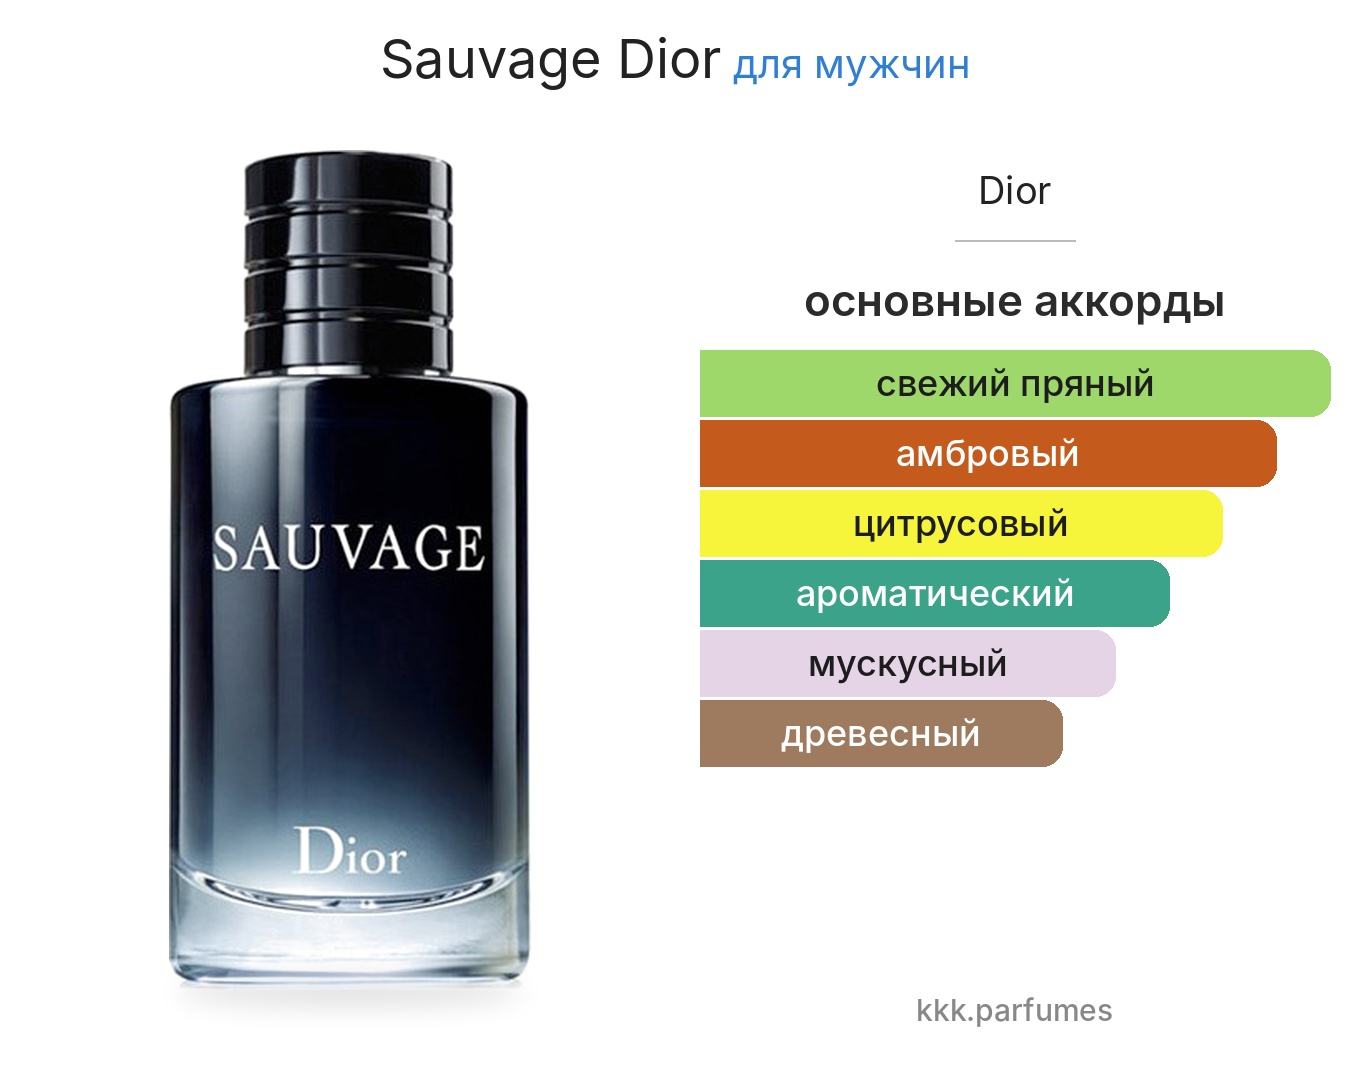 Sauvage Dior для мужчин
SAUVAGE
Dior
Dior
основные аккорды
свежий пряный
амбровый
цитрусовый
ароматический
мускусный
древесный
kkk.parfumes